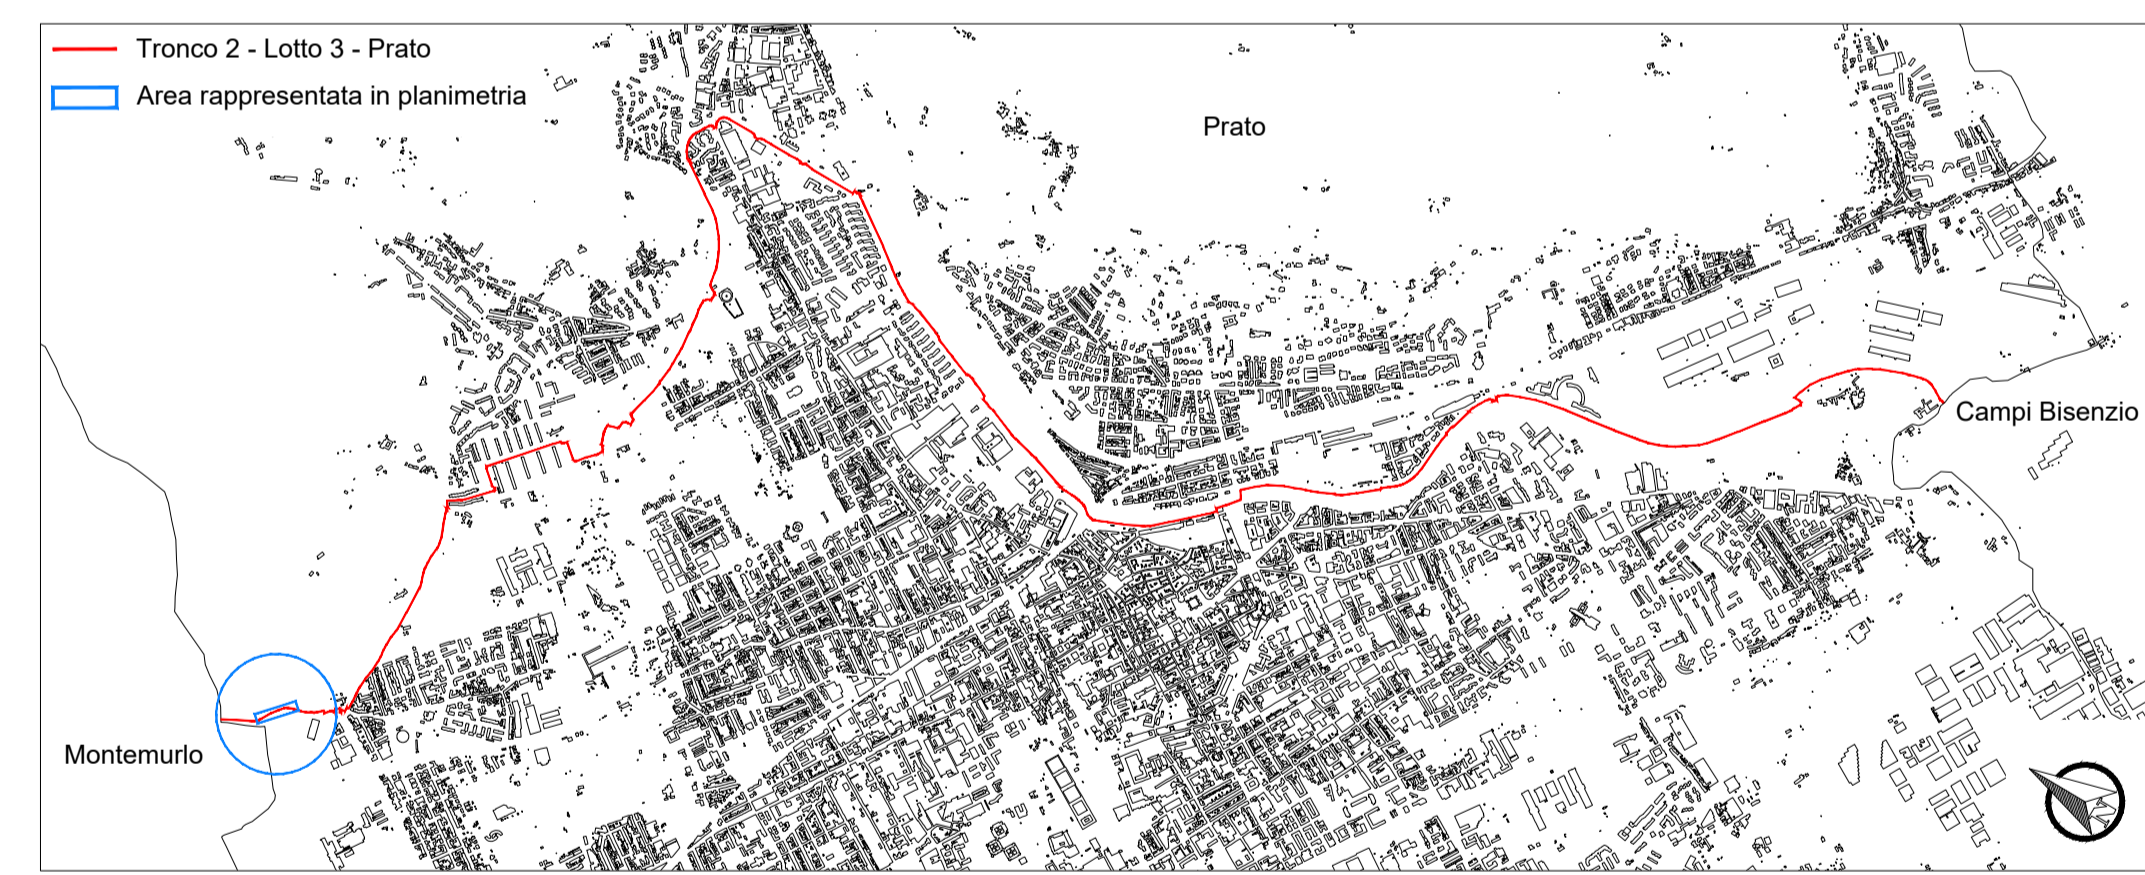 Tronco 2 - Lotto 3 - Prato
Area rappresentata in planimetria
Prato
Campi Bisenzio
Montemurlo
N